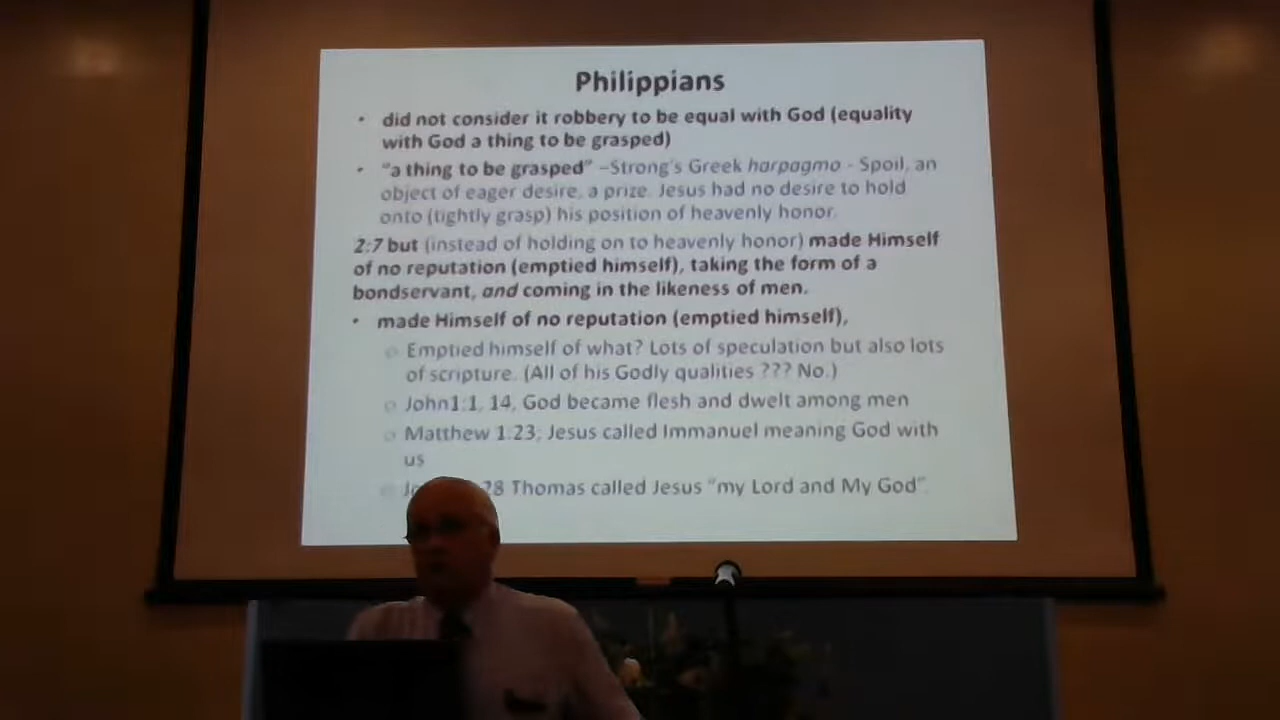 Philippians
• did not consider it robbery to be equal with God (equality
with God a thing to be grasped)
• “a thing to be grasped” –Strong's Greek harpagmo - Spoil, an
object of eager desire, a prize. Jesus had no desire to hold
onto (tightly grasp) his position of heavenly honor.
2:7 but (instead of holding on to heavenly honor) made Himself
of no reputation (emptied himself), taking the form of a
bondservant, and coming in the likeness of men.
• made Himself of no reputation (emptied himself),
o Emptied himself of what? Lots of speculation but also lots
of scripture. (All of his Godly qualities ??? No.)
o John1:1, 14, God became flesh and dwelt among men
o Matthew 1:23; Jesus called Immanuel meaning God with
us
28 Thomas called Jesus “my Lord and My God”.